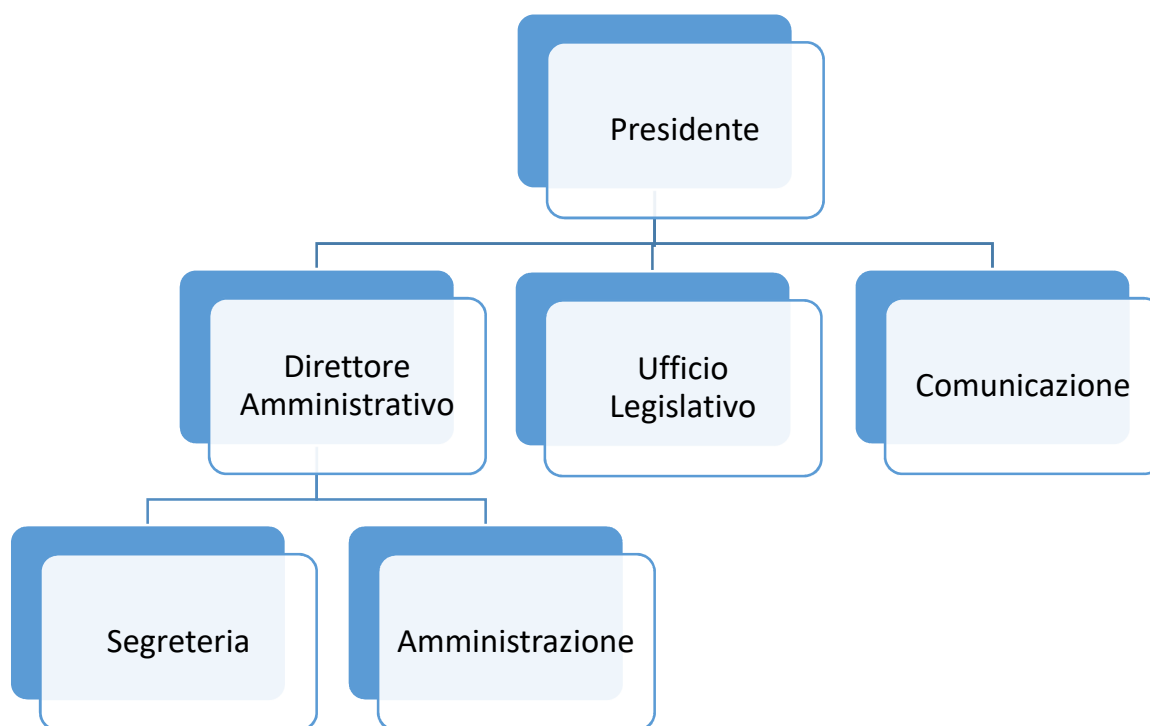 Presidente
Direttore
Amministrativo
Ufficio
Legislativo
Comunicazione
Segreteria
Amministrazione